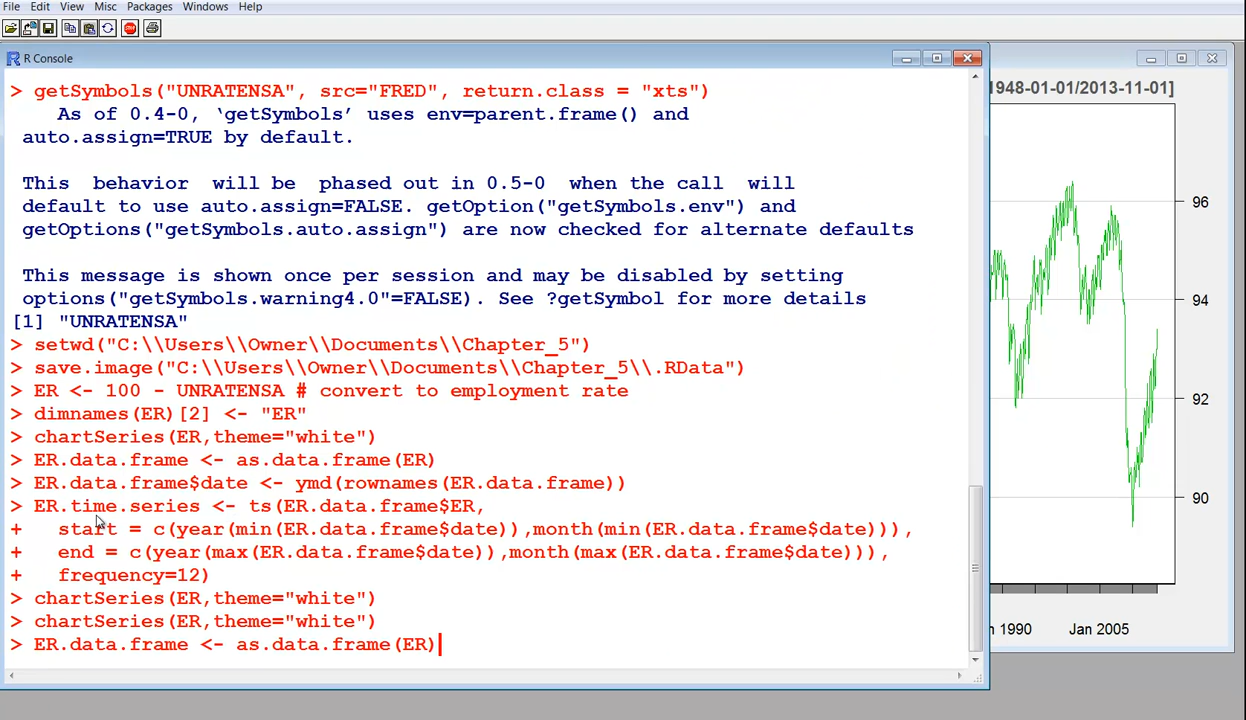 File Edit View Misc Packages Windows Help
R Console
> getSymbols("UNRATENSA", src="FRED", return.class = "xts")
As of 0.4-0, ‘getSymbols’ uses env=parent.frame() and
auto.assign=TRUE by default.
This behavior will be phased out in 0.5-0 when the call will
default to use auto.assign=FALSE. getOption("getSymbols.env") and
getOptions("getSymbols.auto.assign") are now checked for alternate defaults
This message is shown once per session and may be disabled by setting
options("getSymbols.warning4.0"=FALSE). See ?getSymbol for more details
[1] "UNRATENSA"
> setwd("C:\\Users\\Owner\\Documents\\Chapter_5")
> save.image("C:\\Users\\Owner\\Documents\\Chapter_5\\.RData")
> ER <- 100 - UNRATENSA # convert to employment rate
> dimnames(ER)[2] <- "ER"
> chartSeries(ER,theme="white")
> ER.data.frame <- as.data.frame(ER)
> ER.data.frame$date <- ymd(rownames(ER.data.frame))
> ER.time.series <- ts(ER.data.frame$ER,
+ start = c(year(min(ER.data.frame$date)),month(min(ER.data.frame$date))),
+ end = c(year(max(ER.data.frame$date)),month(max(ER.data.frame$date))),
+ frequency=12)
> chartSeries(ER,theme="white")
> chartSeries(ER,theme="white")
> ER.data.frame <- as.data.frame(ER)
1948-01-01/2013-11-01]
96
94
92
90
n 1990 Jan 2005